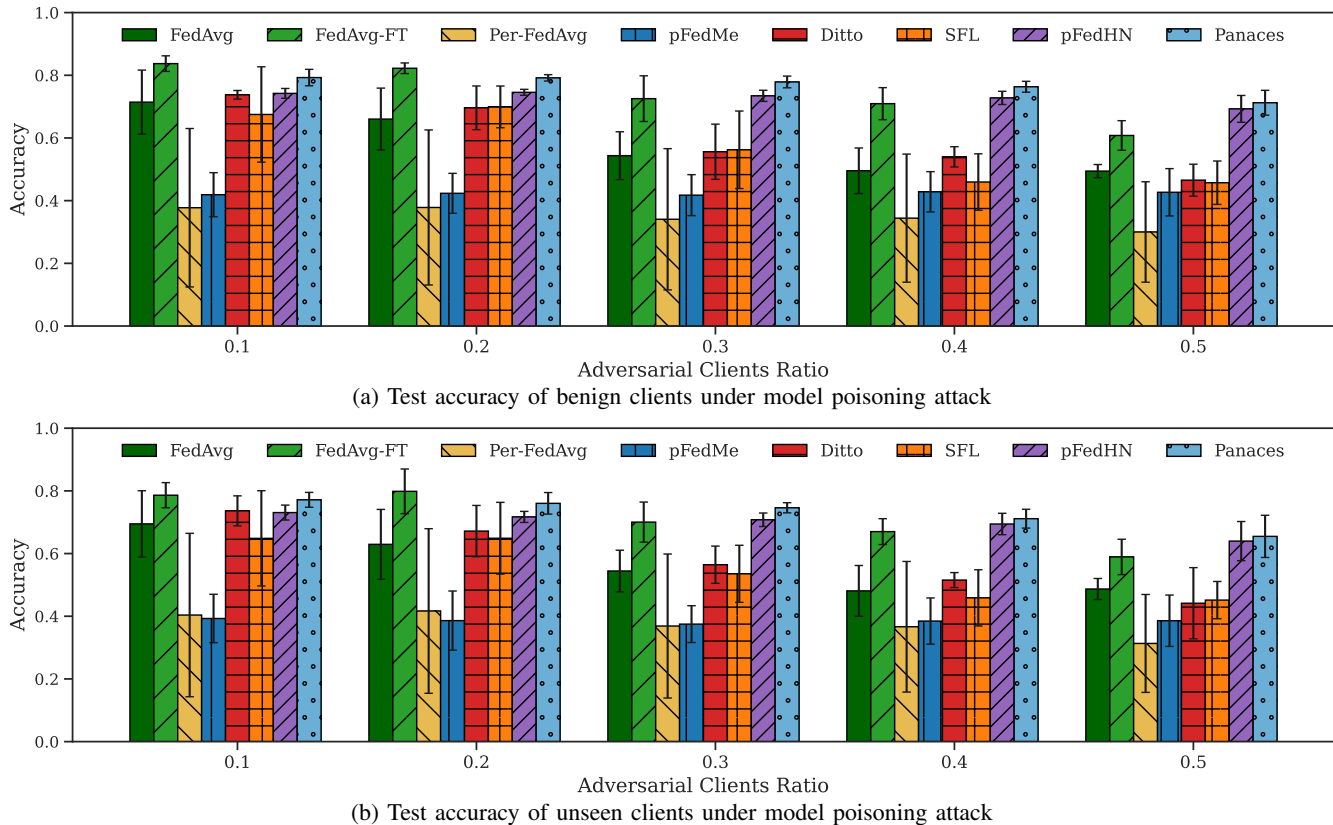 1.0
FedAvg FedAvg-FT Per-FedAvg pFedMe Ditto SFL pFedHN Panaces
0.8
0.6
Accuracy
0.4
0.2
0.0
0.1 0.2 0.3 0.4 0.5
Adversarial Clients Ratio
(a) Test accuracy of benign clients under model poisoning attack
1.0
FedAvg FedAvg-FT Per-FedAvg pFedMe Ditto SFL pFedHN Panaces
0.8
0.6
Accuracy
0.4
0.2
0.0
0.1 0.2 0.3 0.4 0.5
Adversarial Clients Ratio
(b) Test accuracy of unseen clients under model poisoning attack